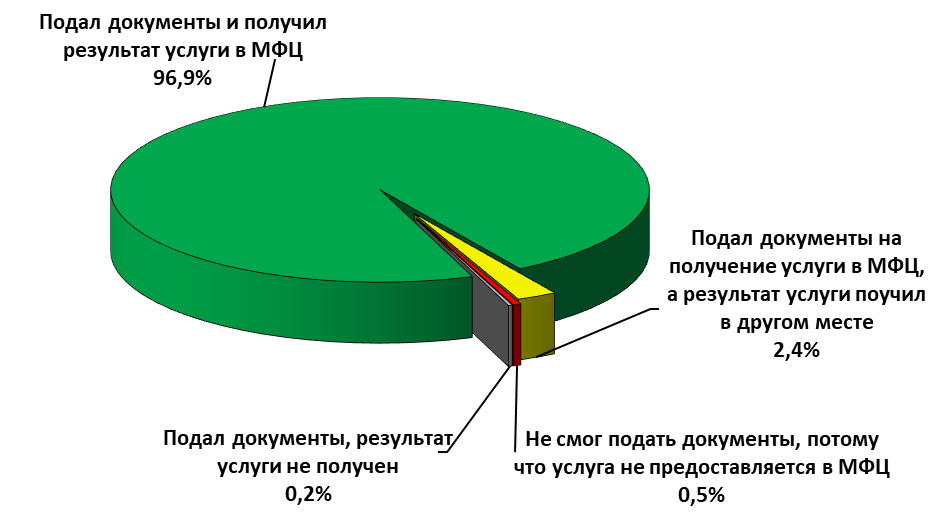 Подал документы и получил
результат услуги в МФЦ
96,9%
Подал документы на
получение услуги в МФЦ,
а результат услуги поучил
в другом месте
2,4%
Подал документы, результат
услуги не получен
0,2%
Не смог подать документы, потому
что услуга не предоставляется в МФЦ
0,5%